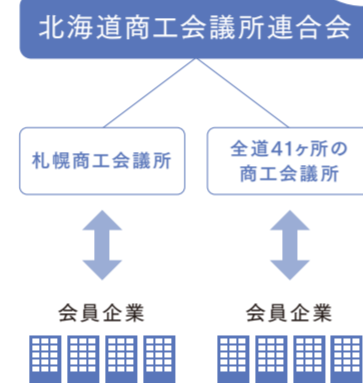 北海道商工会議所連合会
札幌商工会議所
全道41ヶ所の
商工会議所
会員企業
会員企業